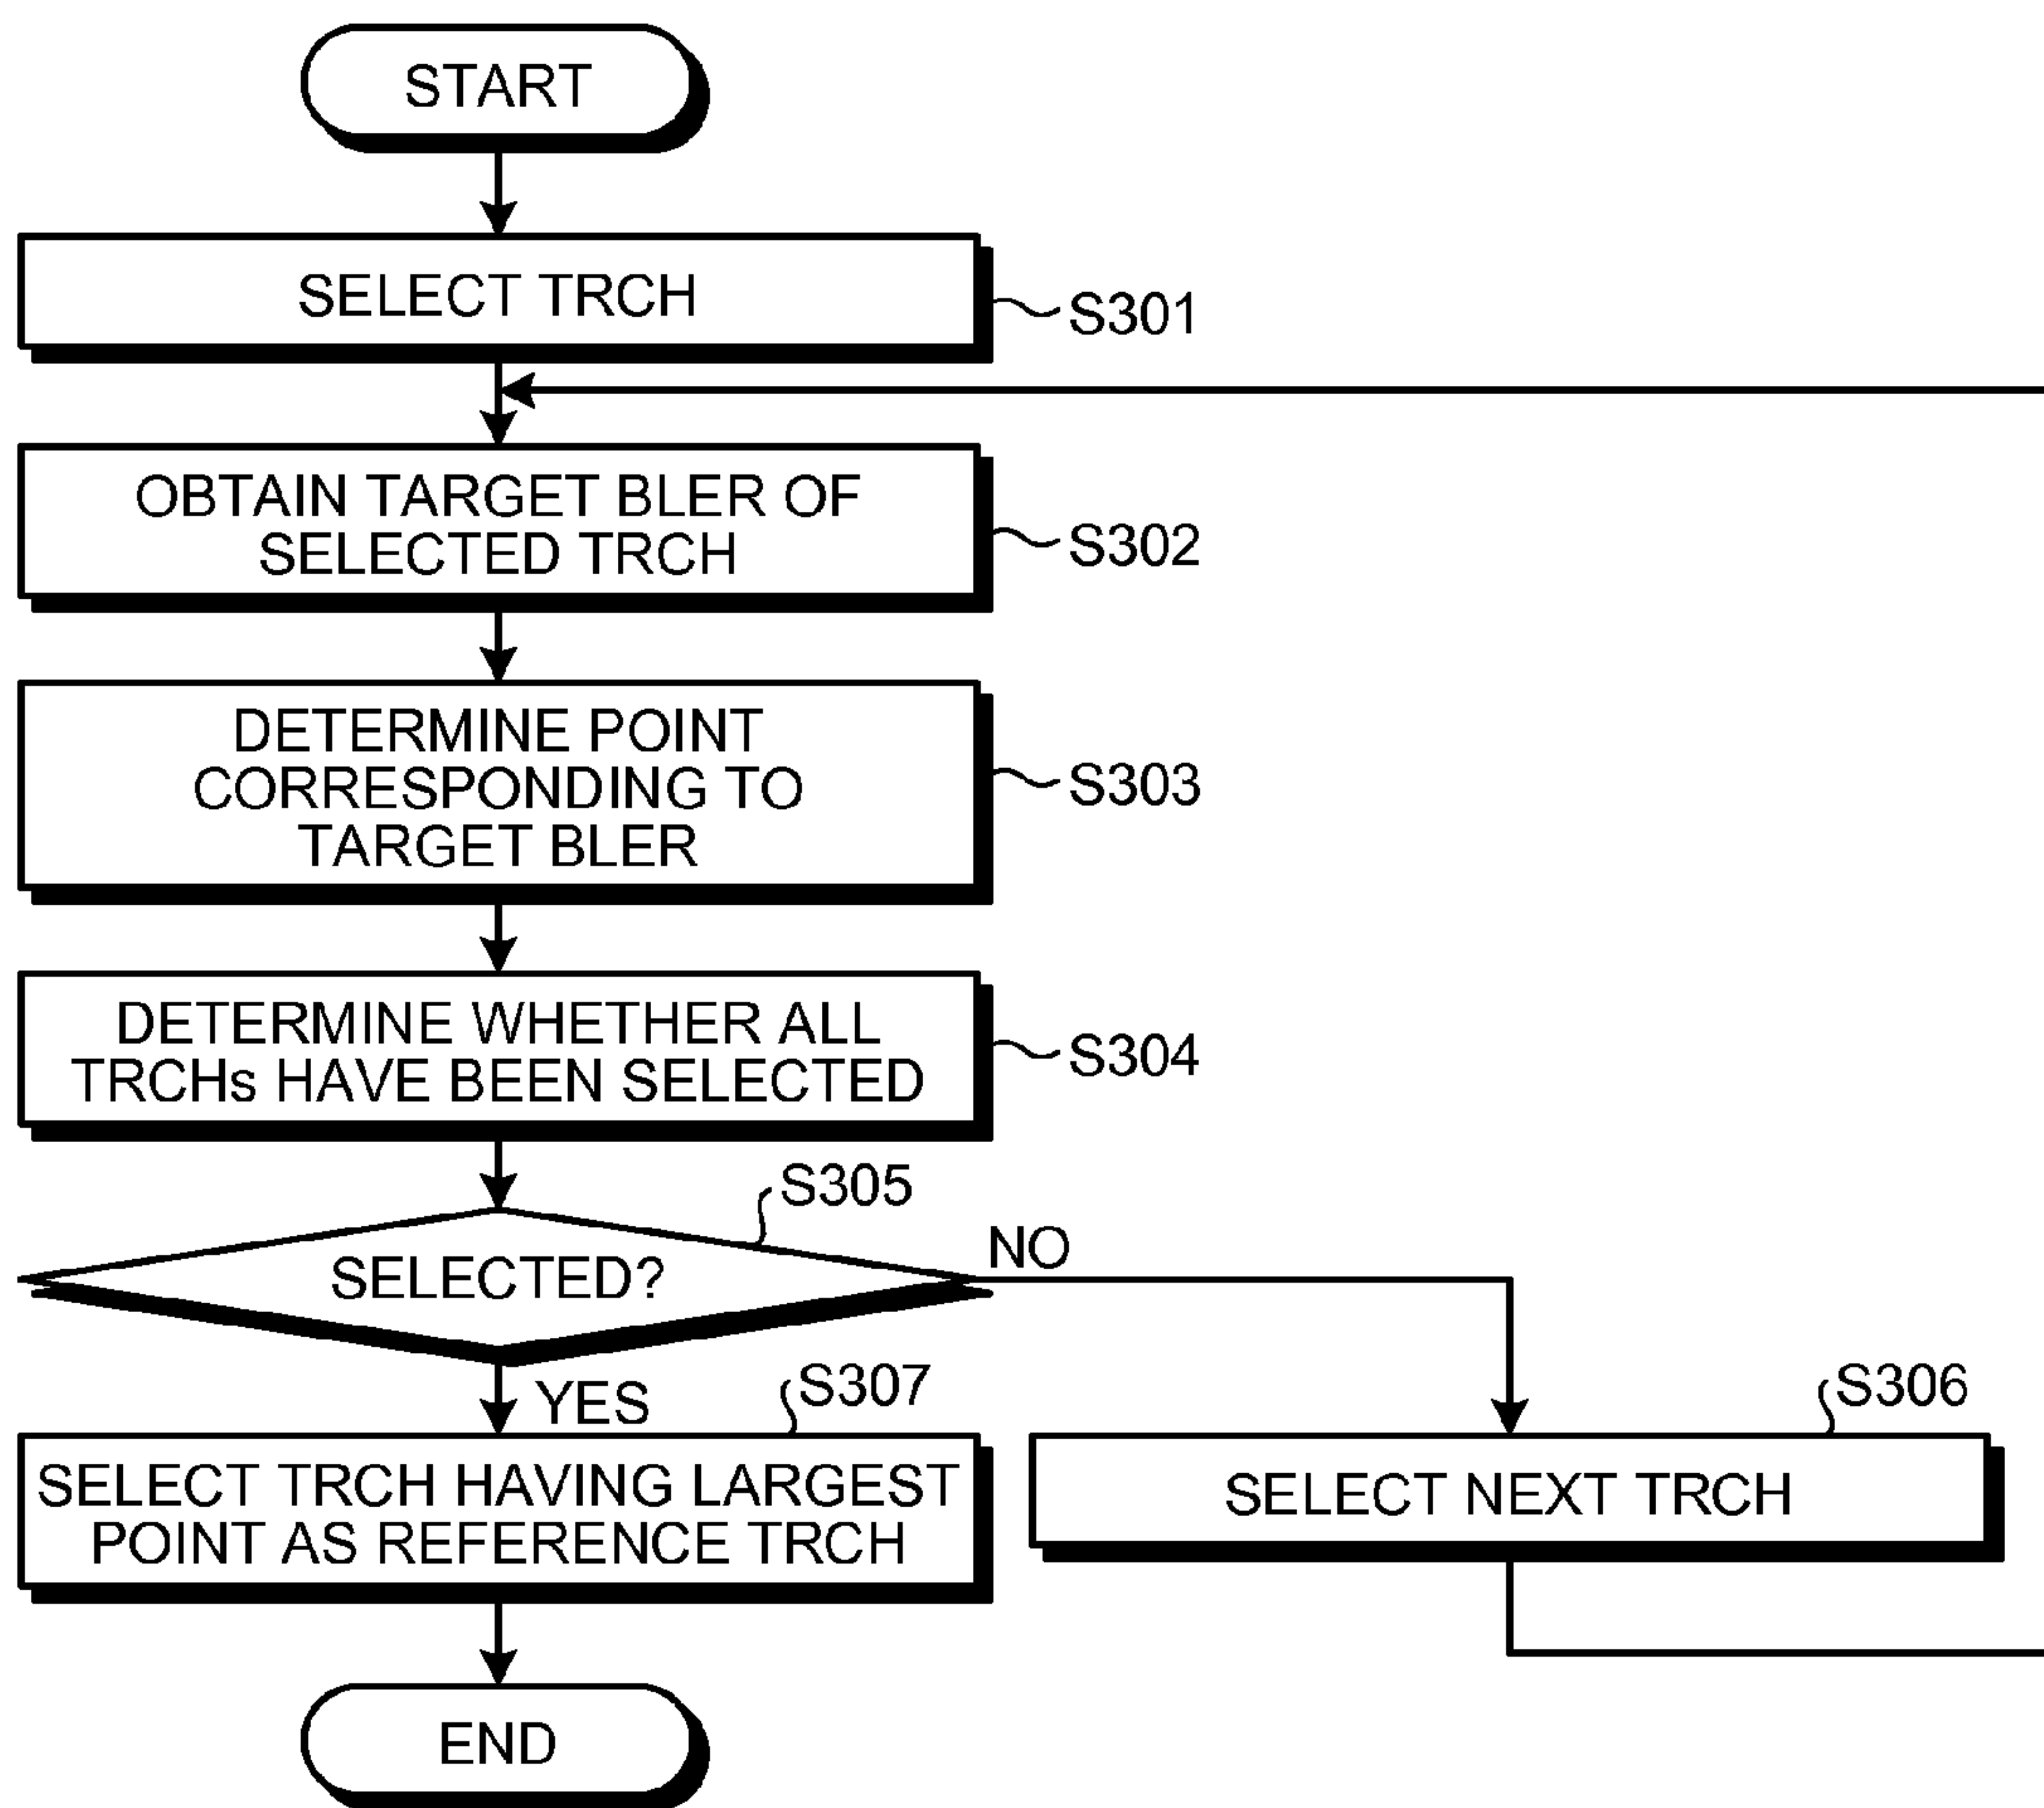 START
SELECT TRCH
S301
OBTAIN TARGET BLER OF
SELECTED TRCH
S302
DETERMINE POINT
CORRESPONDING TO
TARGET BLER
S303
DETERMINE WHETHER ALL
TRCHs HAVE BEEN SELECTED
S304
S305
SELECTED?
NO
YES
S307
SELECT TRCH HAVING LARGEST
POINT AS REFERENCE TRCH
S306
SELECT NEXT TRCH
END